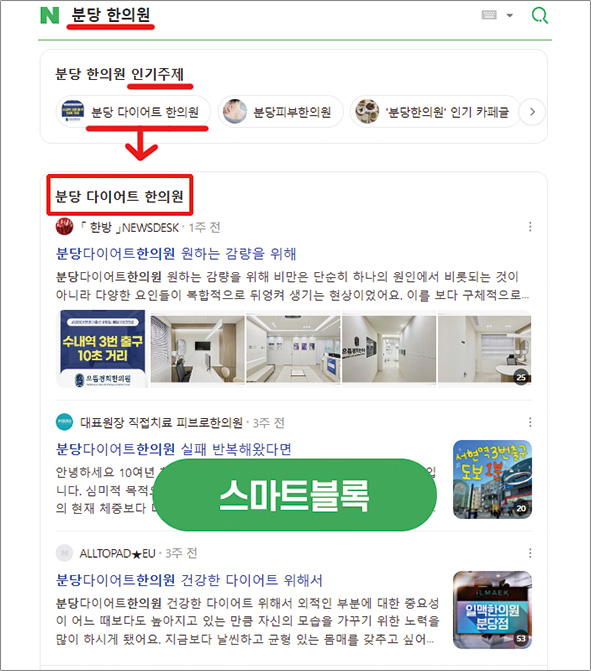 N 분당 한의원
분당 한의원 인기주제
분당 다이어트 한의원
분당피부한의원
'분당한의원' 인기 카페글
분당 다이어트 한의원
「 한방 」NEWSDESK · 1주 전
분당다이어트한의원 원하는 감량을 위해
분당다이어트한의원 원하는 감량을 위해 비만은 단순히 하나의 원인에서 비롯되는 것이
아니라 다양한 요인들이 복합적으로 뒤엉켜 생기는 현상이었어요. 이를 보다 구체적으로...
수내역 3번 출구
10초 거리
으뜸경희한의원
25
대표원장 직접치료 피브로한의원 · 3주 전
분당다이어트한의원 실패 반복해왔다면
안녕하세요 10여년
니다. 심미적 목적
의 현재 체중보다
스마트블록
서현역3번출구
도보 1분
20
ALLTOPAD★EU · 3주 전
분당다이어트한의원 건강한 다이어트 위해서
분당다이어트한의원 건강한 다이어트 위해서 외적인 부분에 대한 중요성
이 어느 때보다도 높아지고 있는 만큼 자신의 모습을 가꾸기 위한 노력을
많이 하시게 됐어요. 지금보다 날씬하고 균형 있는 몸매를 갖주고 싶어...
ILMAEK
일맥한의원
분당점
53